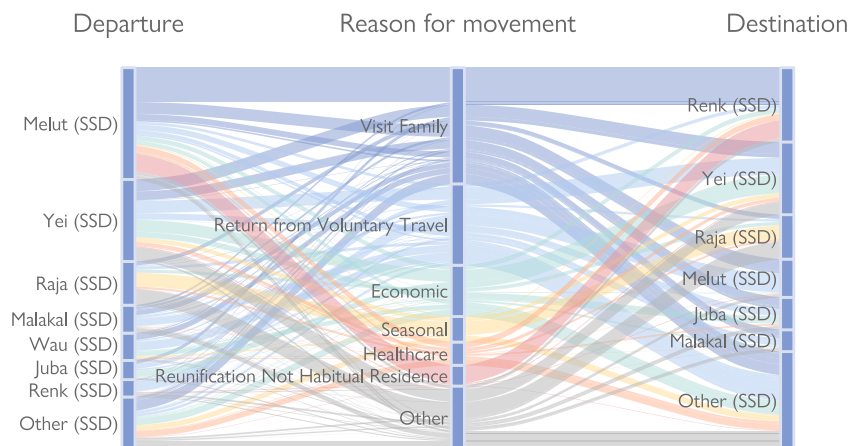 Departure
Reason for movement
Destination
Melut (SSD)
Yei (SSD)
Raja (SSD)
Malakal (SSD)
Wau (SSD)
Juba (SSD)
Renk (SSD)
Other (SSD)
Visit Family
Return from Voluntary Travel
Economic
Seasonal
Healthcare
Reunification Not Habitual Residence
Other
Renk (SSD)
Yei (SSD)
Raja (SSD)
Melut (SSD)
Juba (SSD)
Malakal (SSD)
Other (SSD)